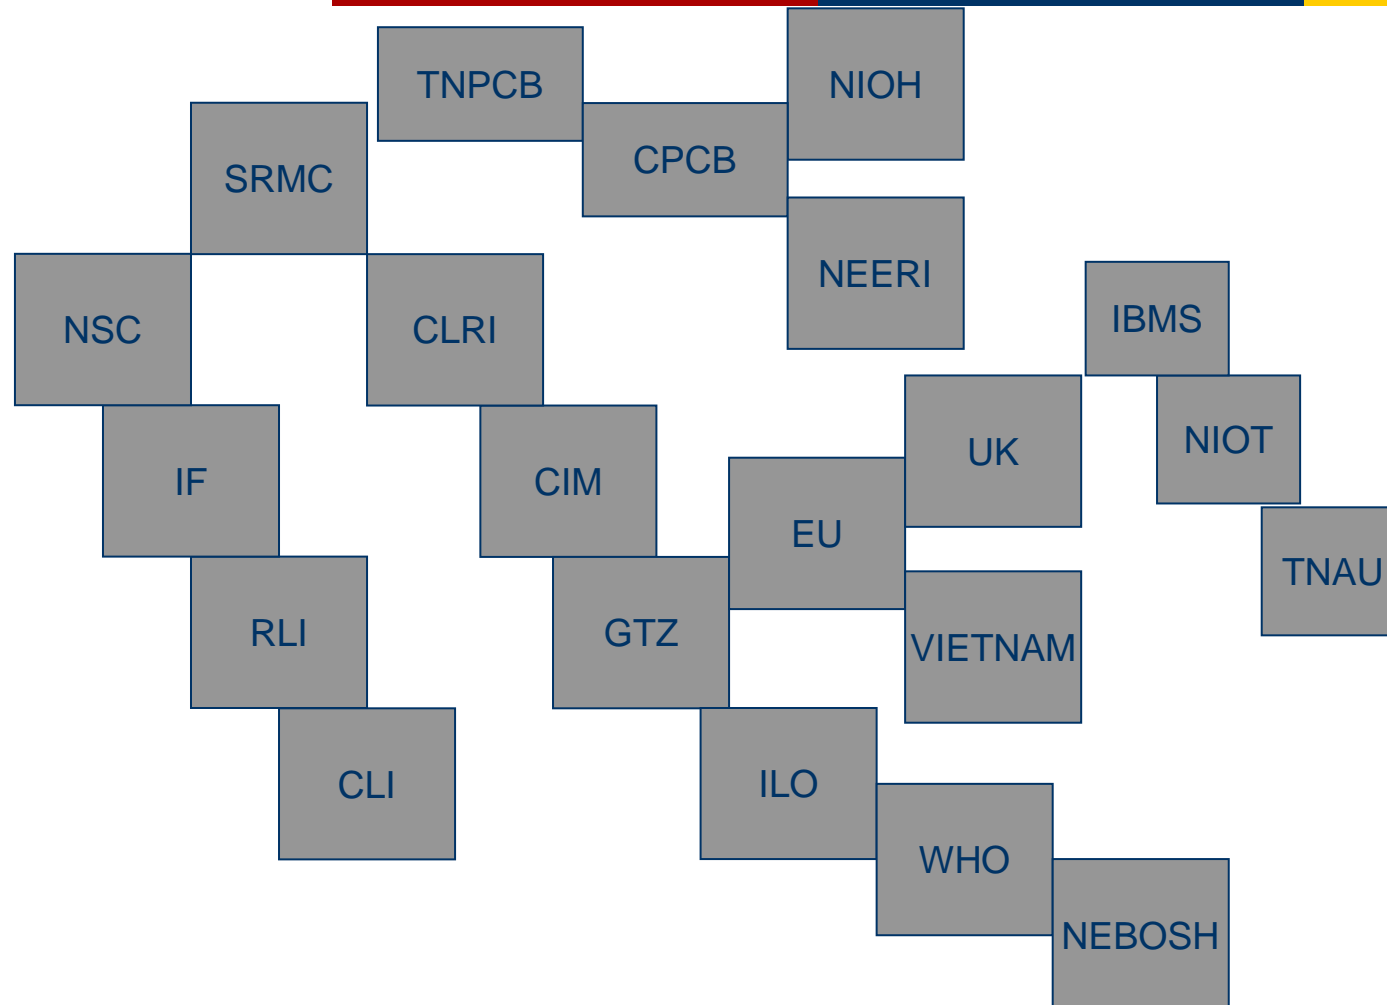 TNPCB
NIOH
CPCB
SRMC
NEERI
NSC
CLRI
IBMS
UK
NIOT
IF
CIM
EU
TNAU
RLI
GTZ
VIETNAM
CLI
ILO
WHO
NEBOSH